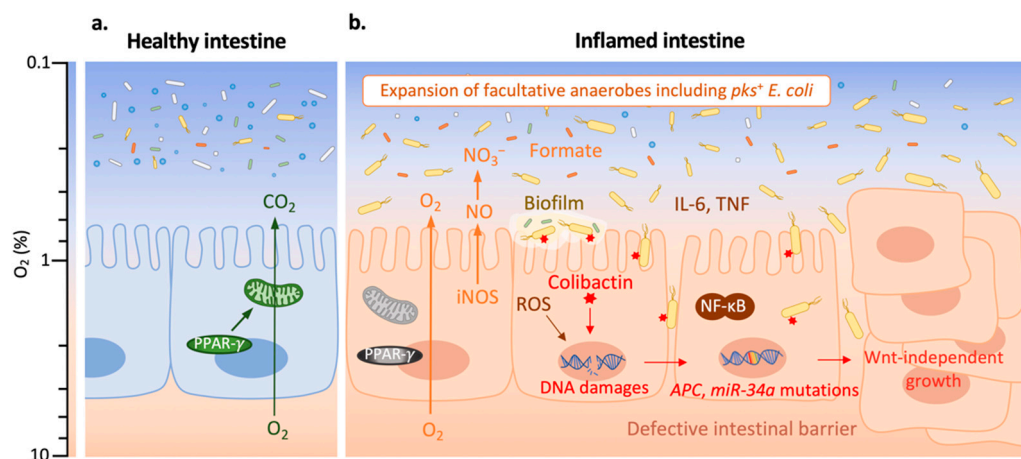 a.
Healthy intestine
b.
Inflamed intestine
O₂ (%)
0.1
1
10
CO₂
PPAR-γ
O₂
Expansion of facultative anaerobes including pks⁺ E. coli
NO₃⁻
Formate
O₂
NO
Biofilm
IL-6, TNF
iNOS
Colibactin
ROS
NF-κB
PPAR-γ
DNA damages
APC, miR-34a mutations
Wnt-independent
growth
O₂
Defective intestinal barrier